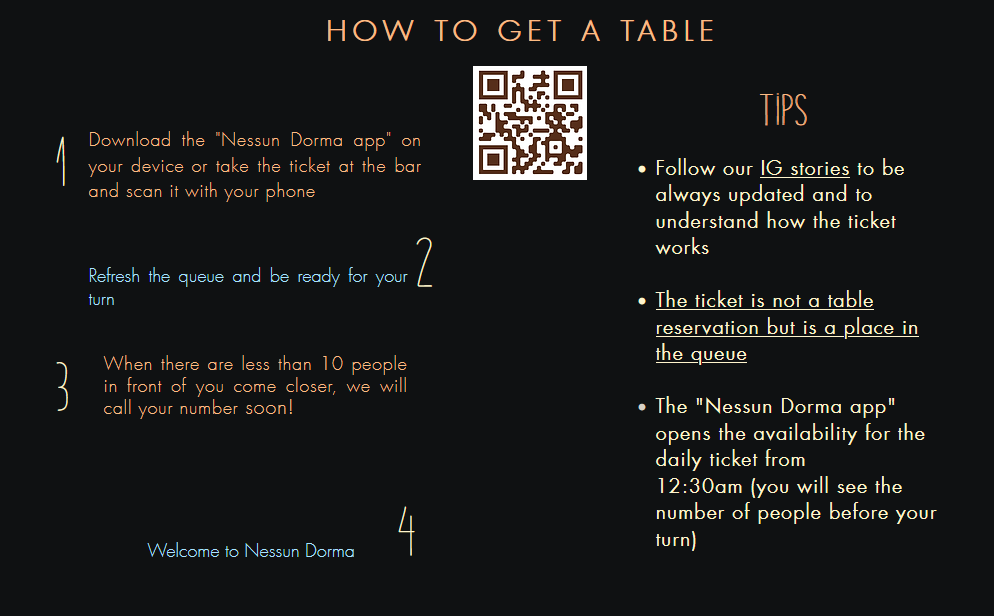 HOW TO GET A TABLE
1
Download the "Nessun Dorma app" on
your device or take the ticket at the bar
and scan it with your phone
2
Refresh the queue and be ready for your
turn
3
When there are less than 10 people
in front of you come closer, we will
call your number soon!
4
Welcome to Nessun Dorma
TIPS
• Follow our IG stories to be
always updated and to
understand how the ticket
works
• The ticket is not a table
reservation but is a place in
the queue
• The "Nessun Dorma app"
opens the availability for the
daily ticket from
12:30am (you will see the
number of people before your
turn)